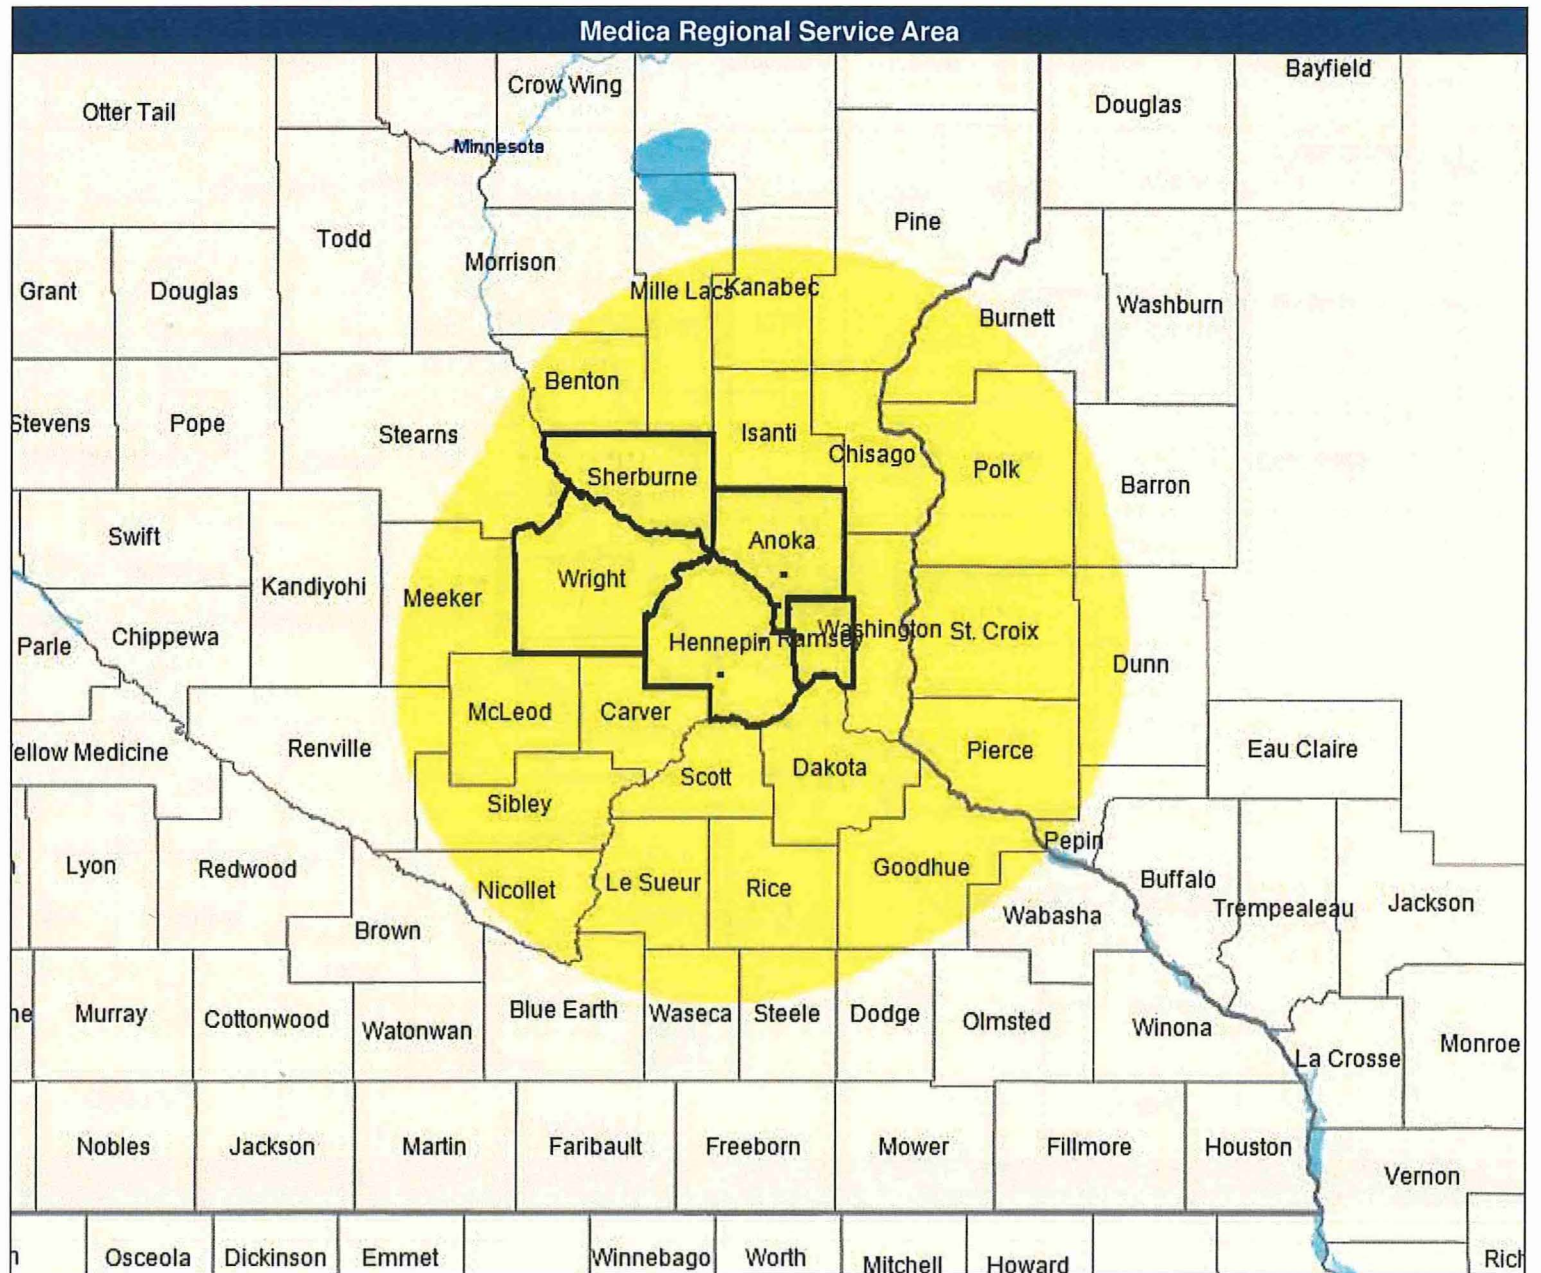 Medica Regional Service Area
Bayfield
Crow Wing
Douglas
Otter Tail
Minnesota
Pine
Todd
Morrison
Grant
Douglas
Mille Lacs
Kanabec
Washburn
Burnett
Benton
Stevens
Pope
Stearns
Isanti
Chisago
Polk
Sherburne
Barron
Swift
Anoka
Wright
Kandiyohi
Meeker
Chippewa
Parle
Hennepin
Ramsey
Washington
St. Croix
Dunn
McLeod
Carver
Renville
ellow Medicine
Pierce
Eau Claire
Scott
Dakota
Sibley
Pepin
Lyon
Redwood
Goodhue
Nicollet
Le Sueur
Rice
Buffalo
Trempealeau
Jackson
Wabasha
Brown
Blue Earth
Waseca
Steele
Dodge
Murray
Cottonwood
Watonwan
Olmsted
Winona
Monroe
La Crosse
Nobles
Jackson
Martin
Faribault
Freeborn
Mower
Fillmore
Houston
Vernon
Osceola
Dickinson
Emmet
Winnebago
Worth
Mitchell
Howard
Rich